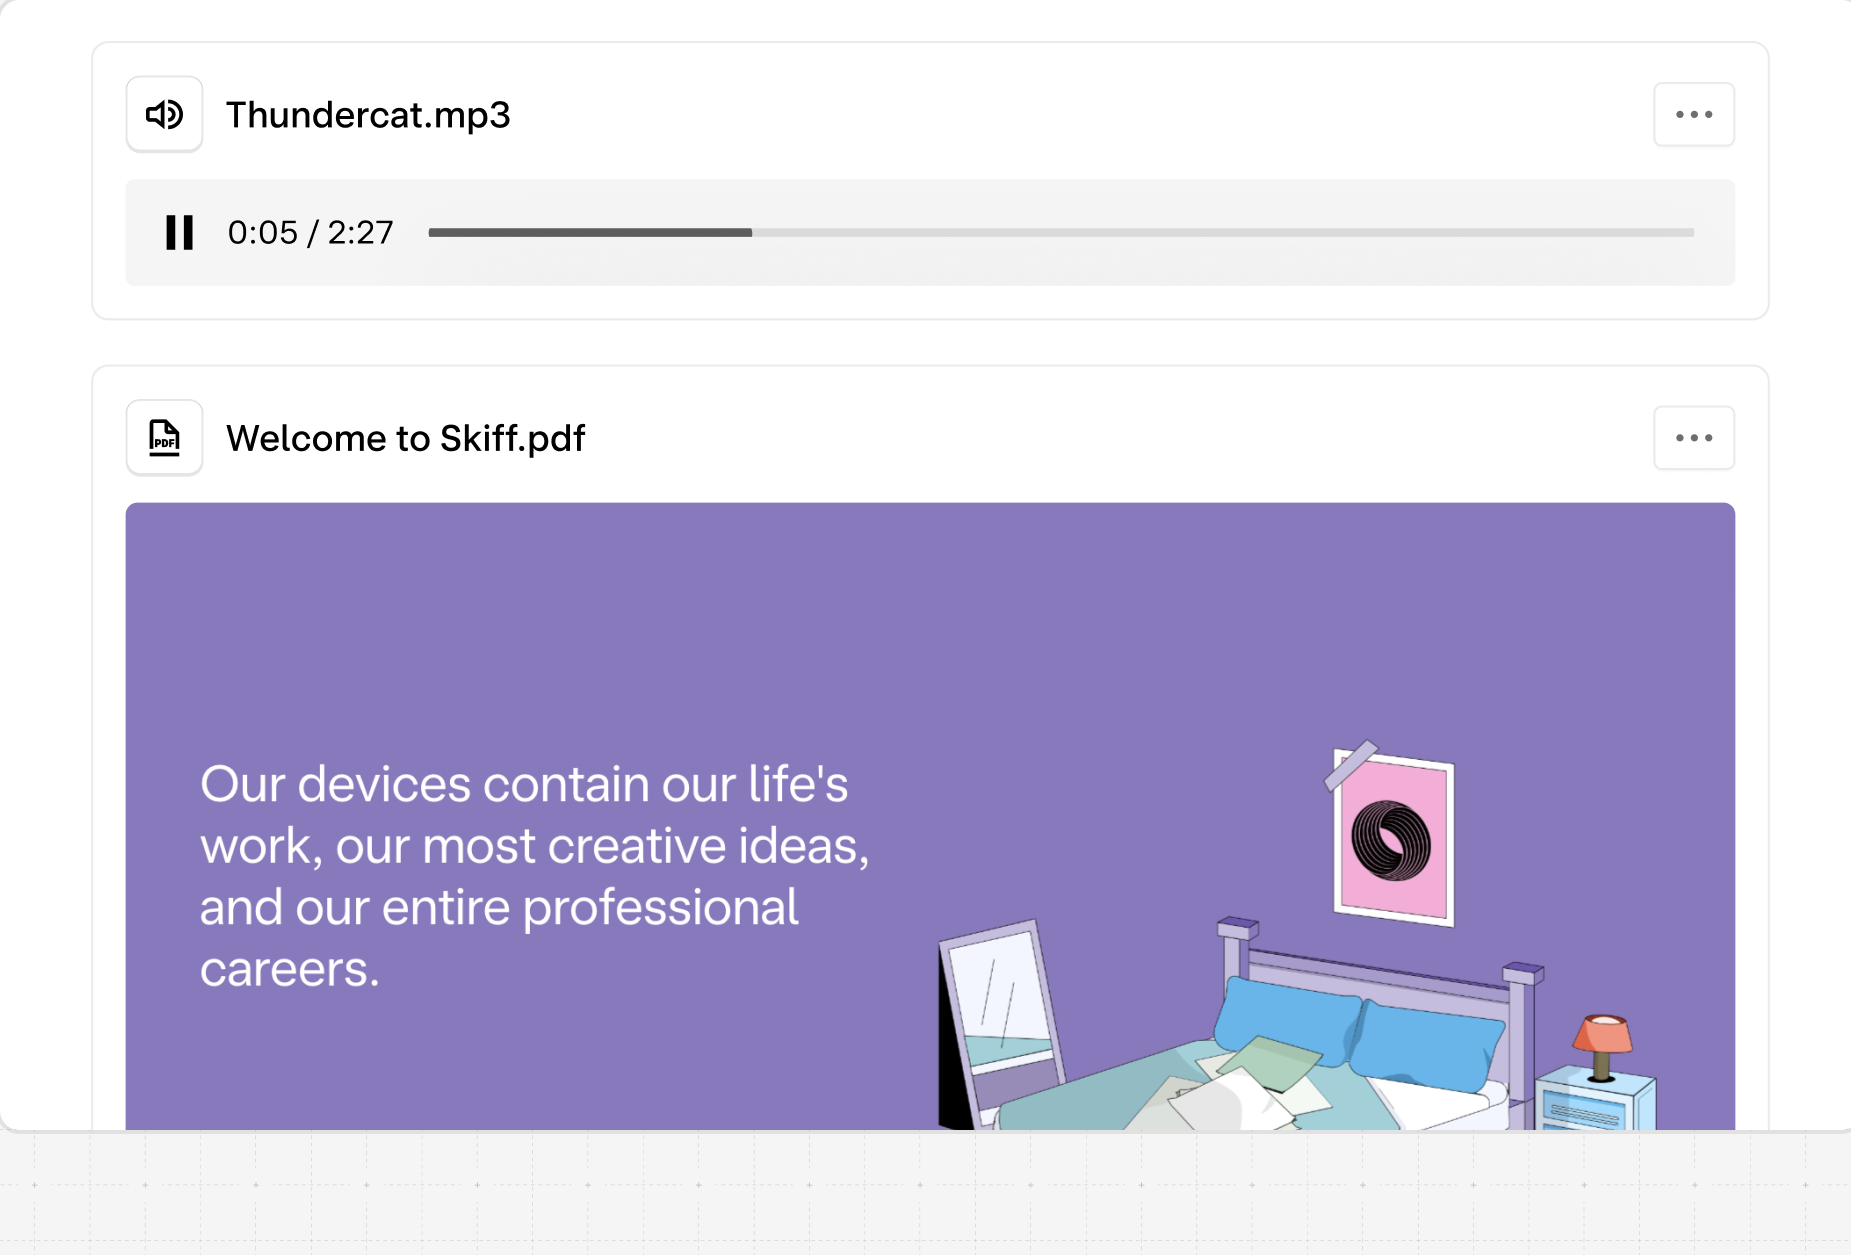 Thundercat.mp3
0:05 / 2:27
PDF
Welcome to Skiff.pdf
Our devices contain our life's
work, our most creative ideas,
and our entire professional
careers.